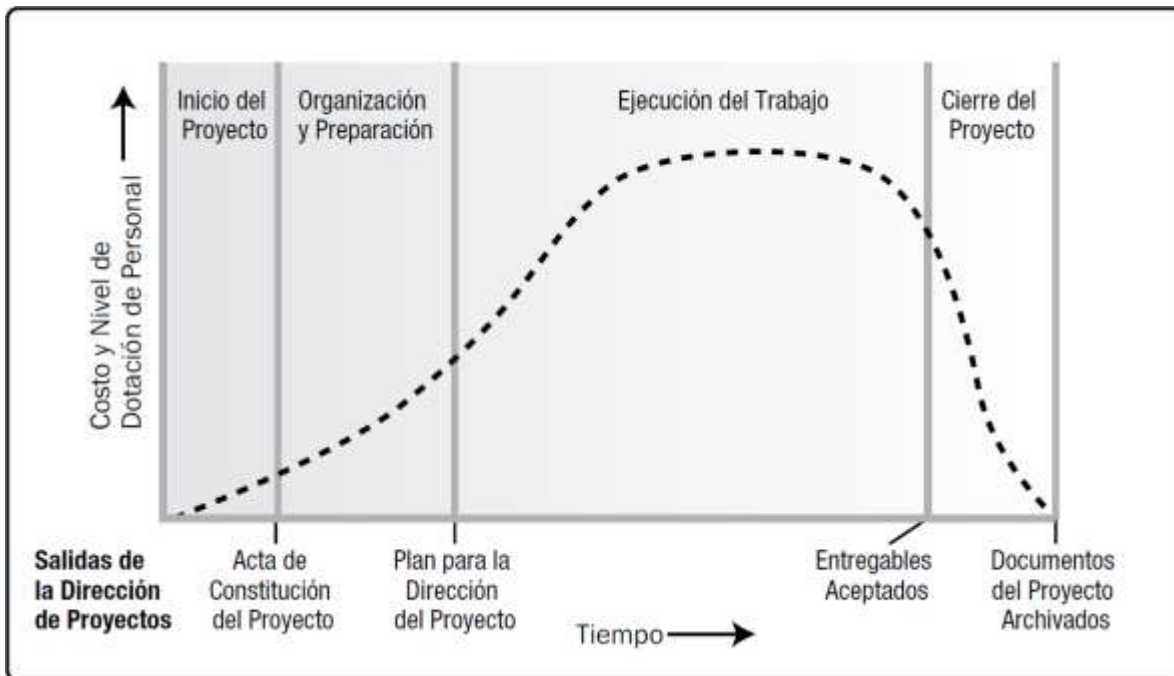 Inicio del
Proyecto
Organización
y Preparación
Ejecución del Trabajo
Cierre del
Proyecto
Costo y Nivel de
Dotación de Personal
Salidas de
la Dirección
de Proyectos
Acta de
Constitución
del Proyecto
Plan para la
Dirección
del Proyecto
Tiempo
Entregables
Aceptados
Documentos
del Proyecto
Archivados